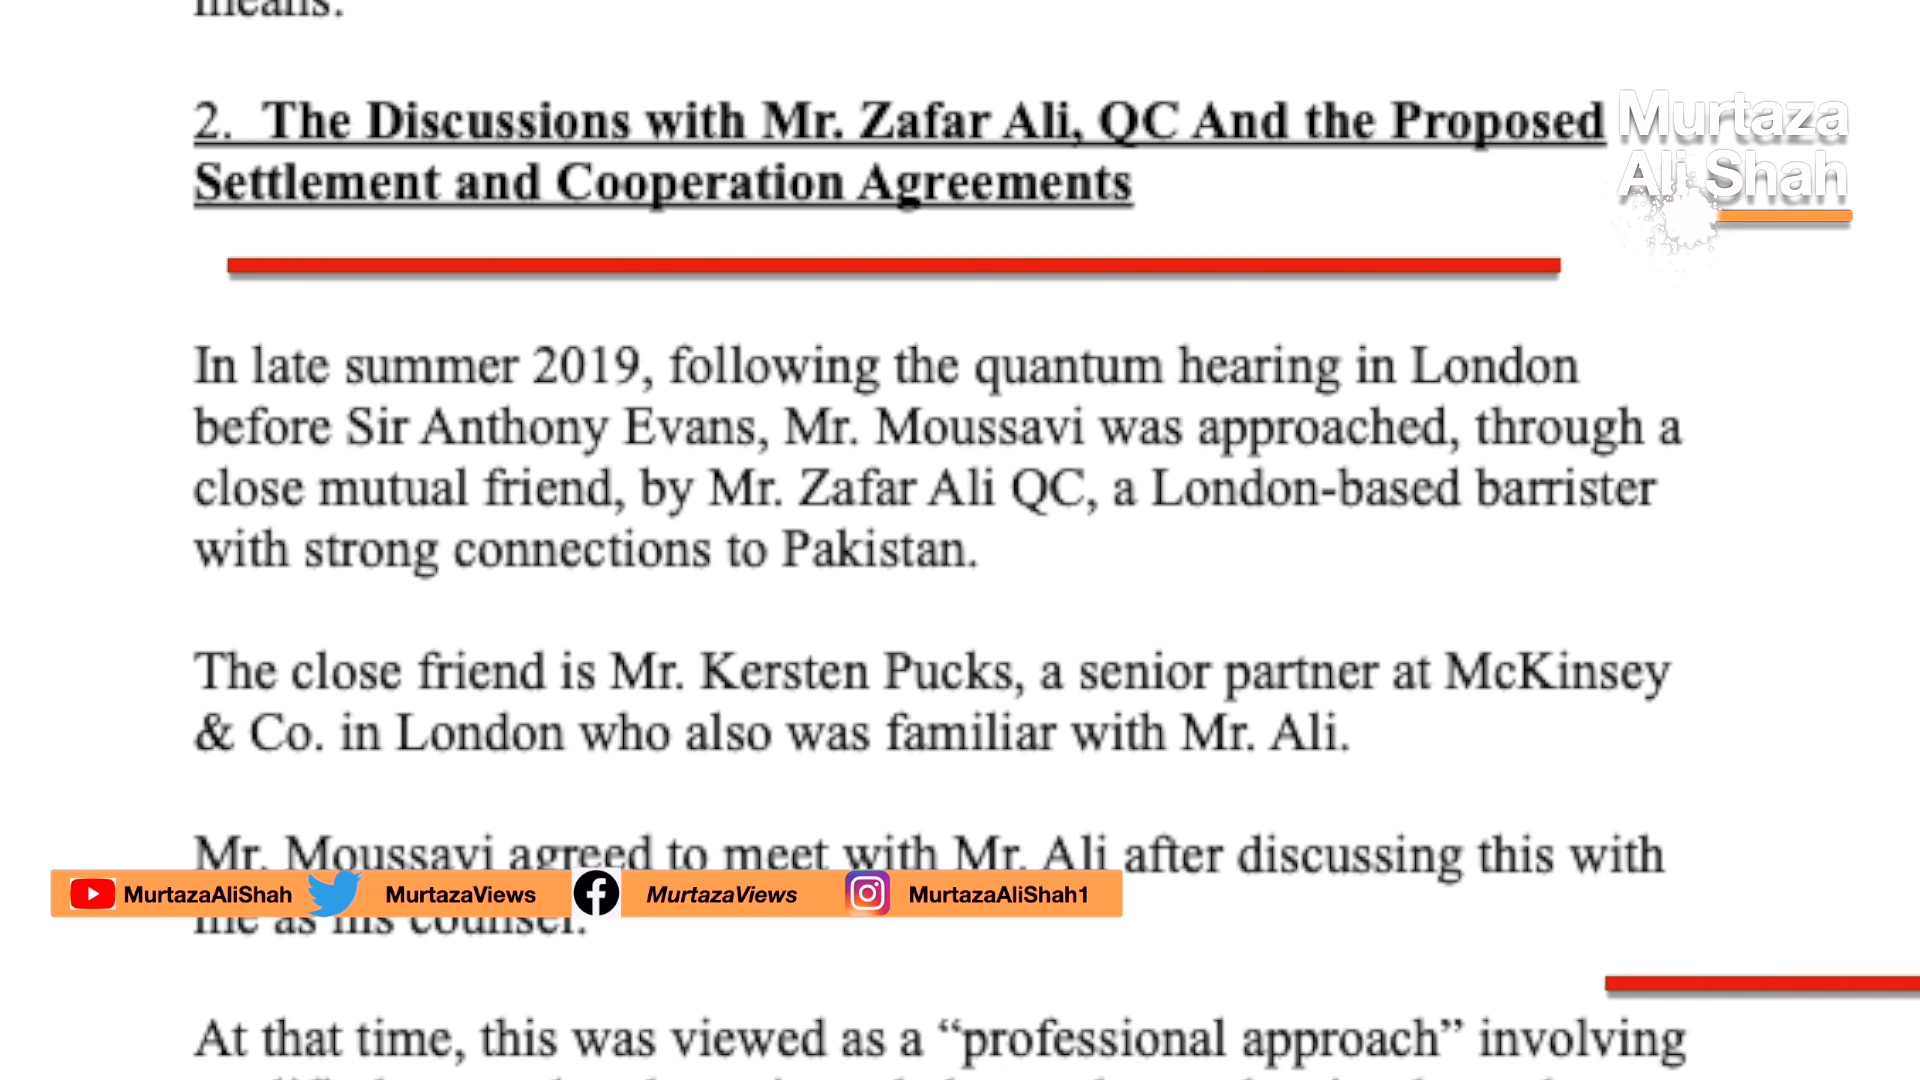 means.
2. The Discussions with Mr. Zafar Ali, QC And the Proposed
Settlement and Cooperation Agreements
Murtaza
Ali Shah
In late summer 2019, following the quantum hearing in London
before Sir Anthony Evans, Mr. Moussavi was approached, through a
close mutual friend, by Mr. Zafar Ali QC, a London-based barrister
with strong connections to Pakistan.
The close friend is Mr. Kersten Pucks, a senior partner at McKinsey
& Co. in London who also was familiar with Mr. Ali.
Mr. Moussavi agreed to meet with Mr. Ali after discussing this with
me as his counsel.
MurtazaAliShah MurtazaViews MurtazaViews MurtazaAliShah1
At that time, this was viewed as a “professional approach” involving